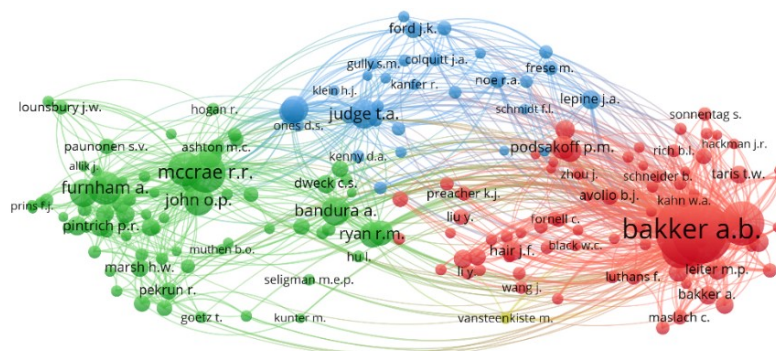 ford j.k.
gully s.m.
colquitt j.a.
klein h.j.
kanfer r.
noe r.a.
frese m.
lounsbury j.w.
hogan r.
ones d.s.
judge t.a.
schmidt f.l.
lepine j.a.
sonnentag s.
paunonen s.v.
ashton m.c.
kenny d.a.
podsakoff p.m.
rich b.l.
hackman j.r.
allik j.
mccrae r.r.
zhou j.
schneider b.
taris t.w.
prins f.j.
furnham a.
john o.p.
dweck c.s.
preacher k.j.
avolio b.j.
kahn w.a.
pintrich p.r.
bandura a.
liu y.
fornell c.
bakker a.b.
muthen b.o.
ryan r.m.
hair j.f.
black w.c.
marsh h.w.
hu l.
li y.
luthans f.
leiter m.p.
pekrun r.
seligman m.e.p.
wang j.
bakker a.
goetz t.
kunter m.
vansteenkiste m.
maslach c.